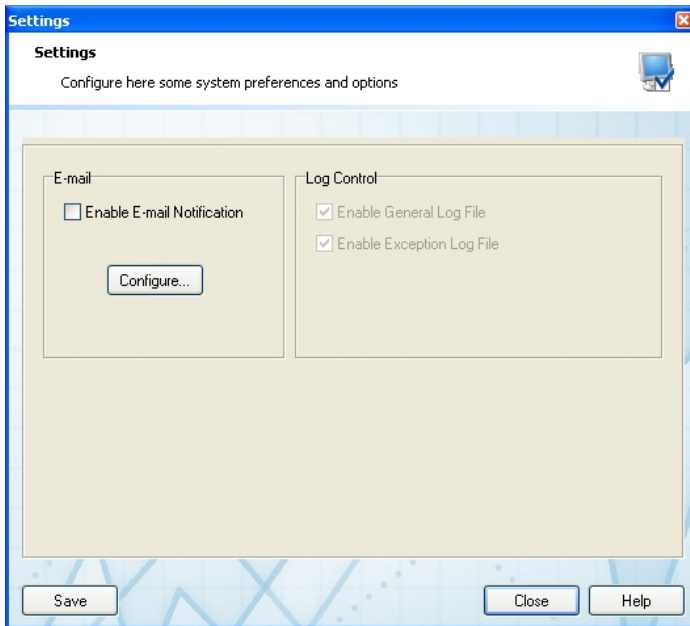 Settings
Settings
Configure here some system preferences and options
E-mail
Enable E-mail Notification
Configure...
Log Control
Enable General Log File
Enable Exception Log File
Save
Close
Help